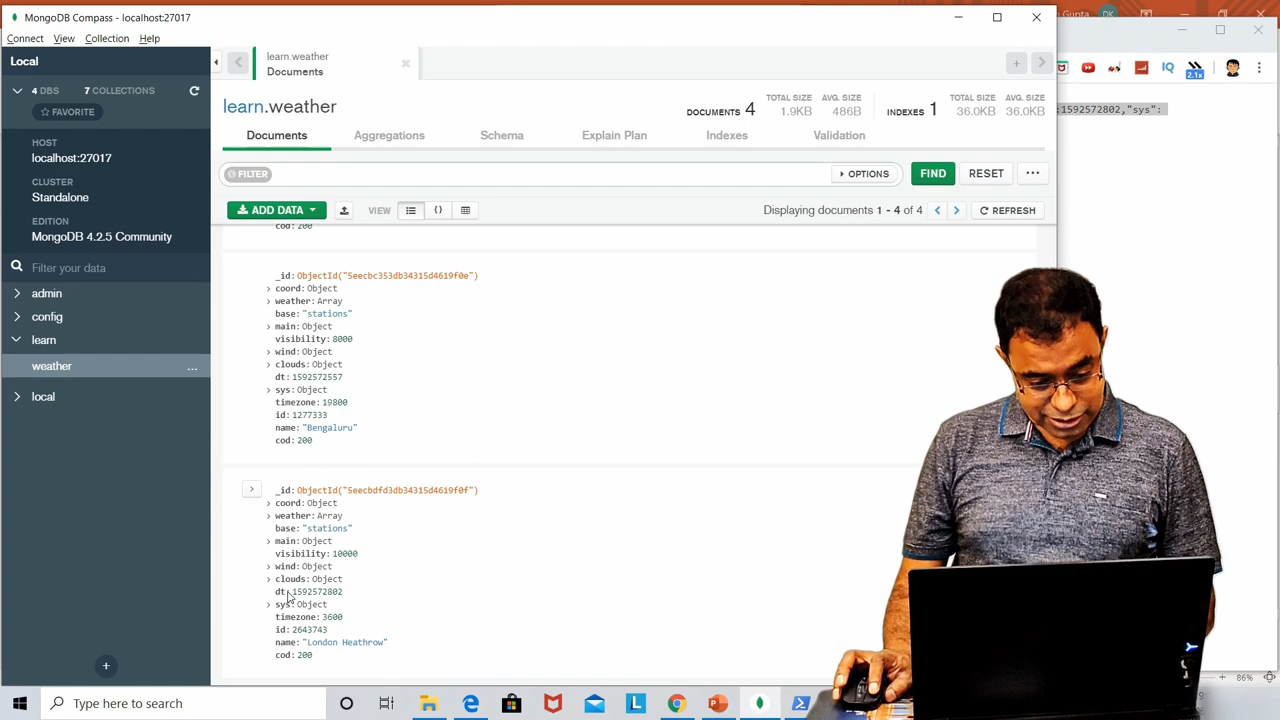 MongoDB Compass - localhost:27017
Connect View Collection Help
Local
4 DBS 7 COLLECTIONS
FAVORITE
HOST
localhost:27017
CLUSTER
Standalone
EDITION
MongoDB 4.2.5 Community
Filter your data
admin
config
learn
weather
...
local
learn.weather
Documents
learn.weather
DOCUMENTS 4
TOTAL SIZE
1.9KB
AVG. SIZE
486B
INDEXES 1
TOTAL SIZE
36.0KB
AVG. SIZE
36.0KB
Documents Aggregations Schema Explain Plan Indexes Validation
FILTER
OPTIONS
FIND
RESET
...
ADD DATA
VIEW
{}
Displaying documents 1 - 4 of 4
REFRESH
cod: 200
_id: ObjectId("5eecbc353db34315d4619f0e")
coord: Object
weather: Array
base: "stations"
main: Object
visibility: 8000
wind: Object
clouds: Object
dt: 1592572557
sys: Object
timezone: 19800
id: 1277333
name: "Bengaluru"
cod: 200
_id: ObjectId("5eecbdfd3db34315d4619f0f")
coord: Object
weather: Array
base: "stations"
main: Object
visibility: 10000
wind: Object
clouds: Object
dt: 1592572802
sys: Object
timezone: 3600
id: 2643743
name: "London Heathrow"
cod: 200
Gupta
DK
IQ
2.1x
:1592572802,"sys":
86%
Type here to search